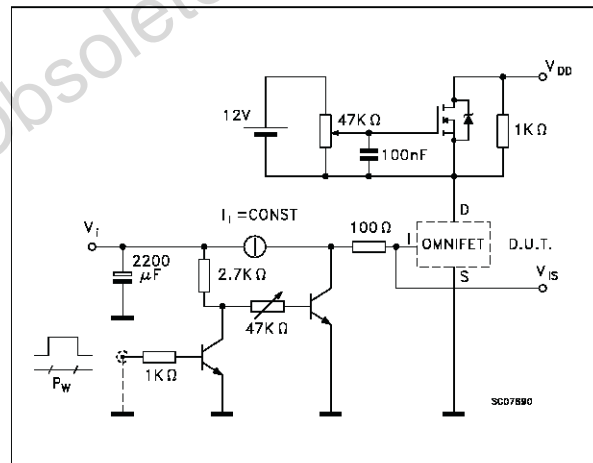 obsolete
V_DD
12V
47KΩ
1KΩ
100nF
D
I_I =CONST
V_i
100Ω
I
OMNIFET
D.U.T.
2200
μF
2.7KΩ
S
V_IS
47KΩ
1KΩ
P_W
SC07890